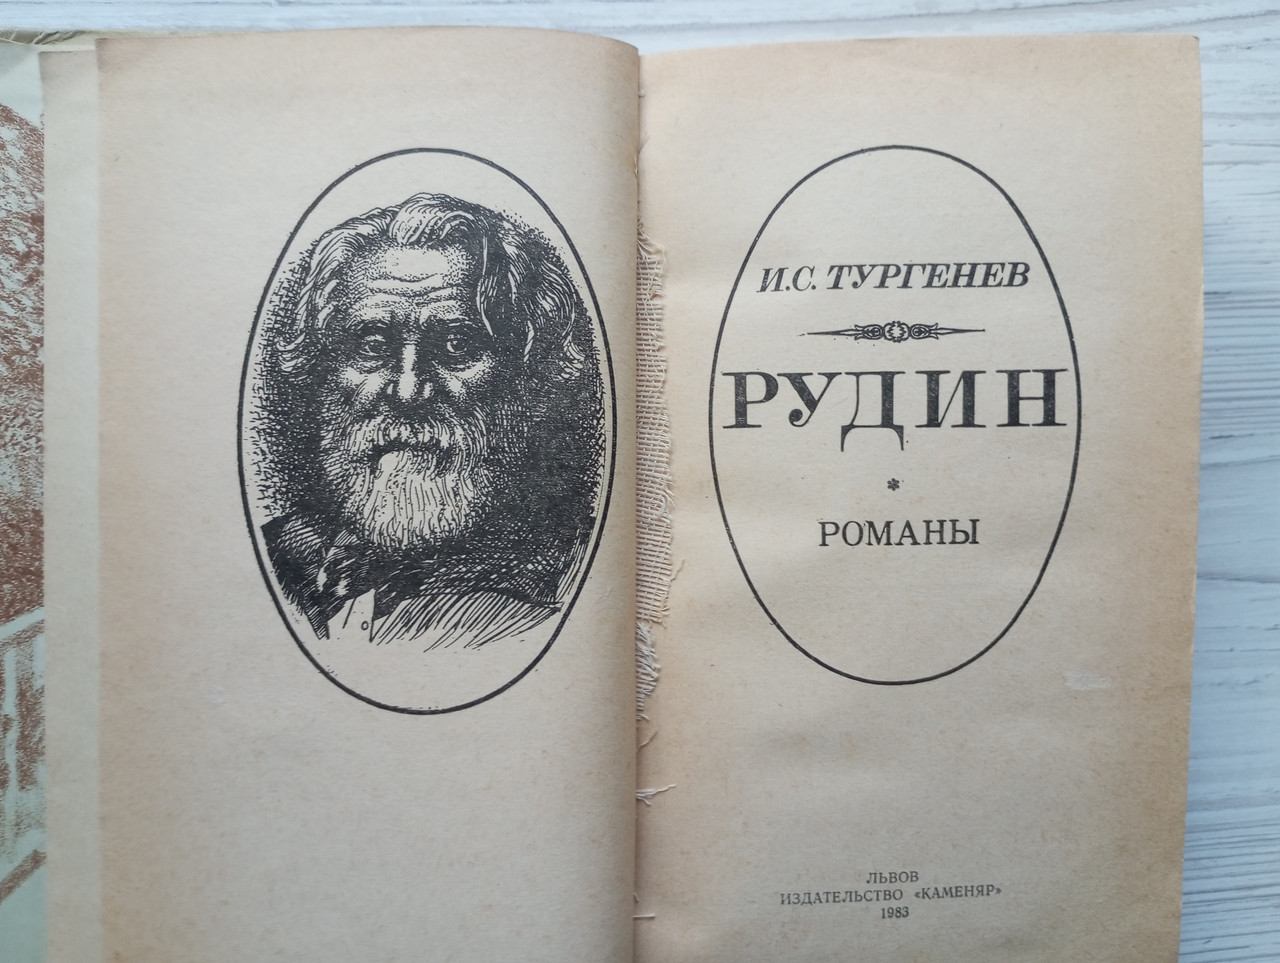 И.С. ТУРГЕНЕВ
РУДИН
*
РОМАНЫ
ЛЬВОВ
ИЗДАТЕЛЬСТВО «КАМЕНЯР»
1983